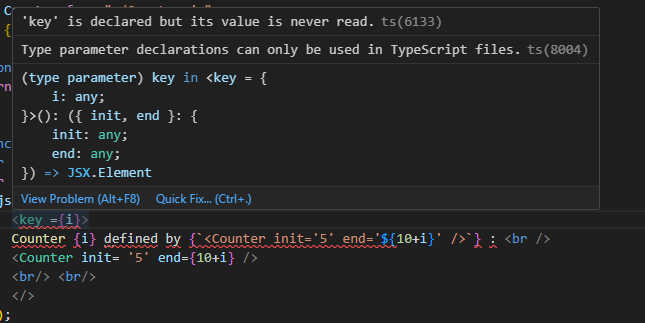 'key' is declared but its value is never read. ts(6133)
Type parameter declarations can only be used in TypeScript files. ts(8004)
(type parameter) key in <key = {
    i: any;
}>(): ({ init, end }: {
    init: any;
    end: any;
}) => JSX.Element
View Problem (Alt+F8) Quick Fix... (Ctrl+.)
<key ={i}>
Counter {i} defined by {`<Counter init='5' end='${10+i}' />`} : <br />
<Counter init= '5' end={10+i} />
<br/> <br/>
</>
);